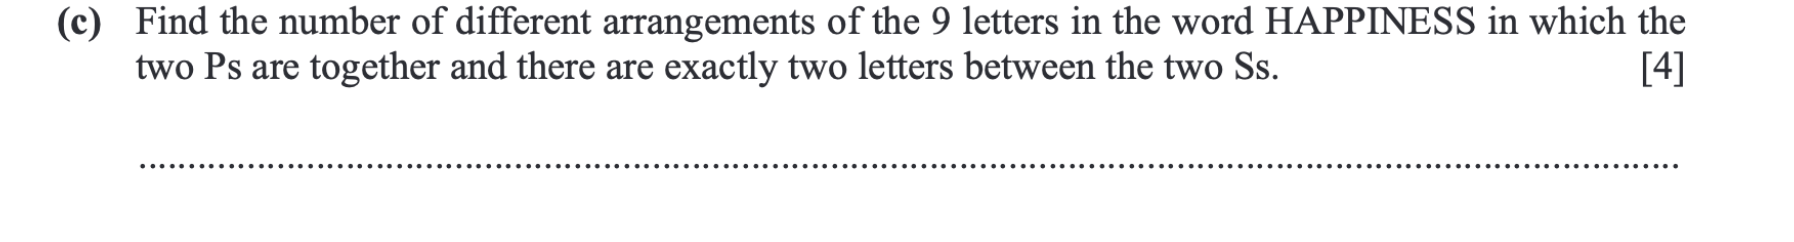 (c) Find the number of different arrangements of the 9 letters in the word HAPPINESS in which the
two Ps are together and there are exactly two letters between the two Ss. [4]